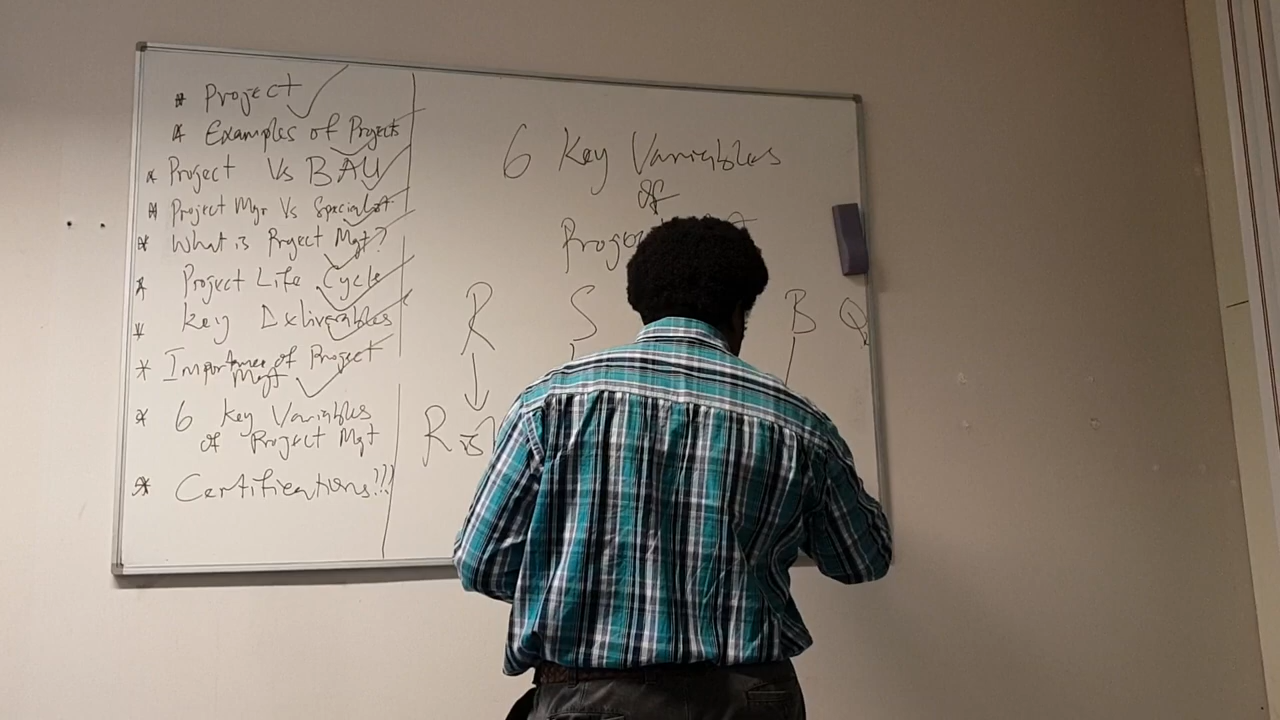 * Project
* Examples of Projects
* Project Vs BAU
* Project Mgr Vs Specialist
* What is Project Mgt?
* Project Life Cycle
* Key Deliverables
* Importance of Project
Mgt
* 6 Key Variables
of Project Mgt
* Certifications!!!
6 Key Variables
of
R S B Q